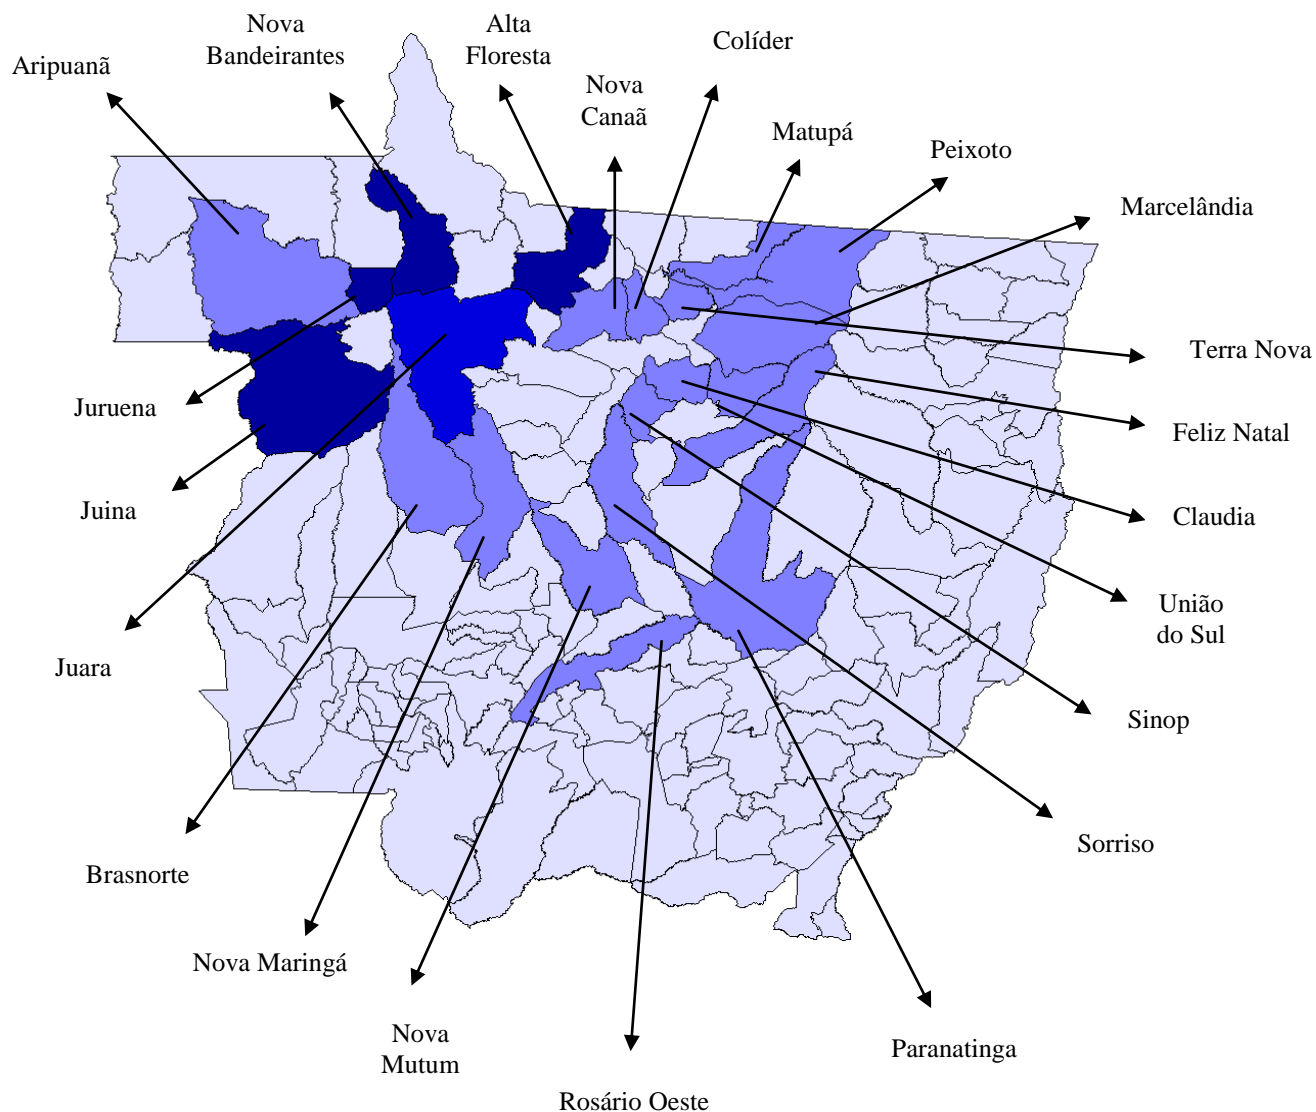 Nova
Bandeirantes
Alta
Floresta
Colíder
Aripuanã
Nova
Canaã
Matupá
Peixoto
Marcelândia
Terra Nova
Juruena
Feliz Natal
Juina
Claudia
União
do Sul
Juara
Sinop
Sorriso
Brasnorte
Nova Maringá
Nova
Mutum
Paranatinga
Rosário Oeste